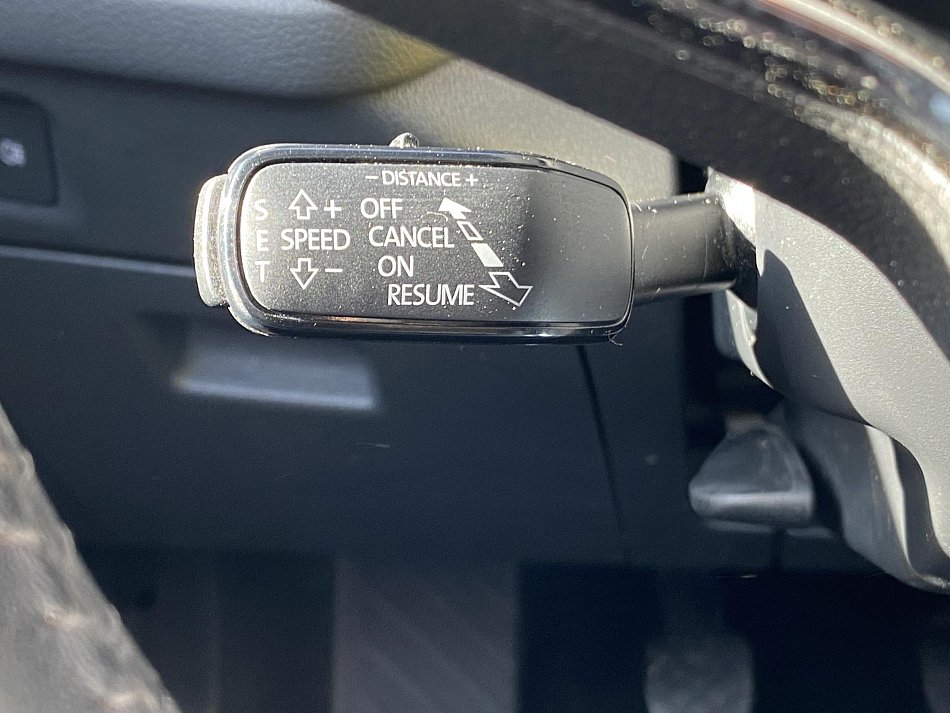 − DISTANCE +
S + OFF
E SPEED CANCEL
T − ON
RESUME